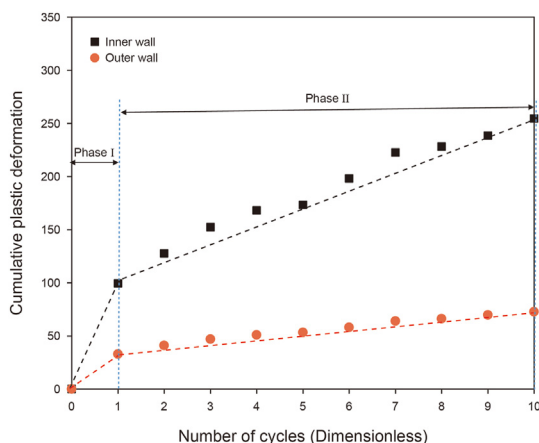 350
Inner wall
Outer wall
300
Phase II
250
Phase I
200
150
100
50
0
0 1 2 3 4 5 6 7 8 9 10
Cumulative plastic deformation
Number of cycles (Dimensionless)